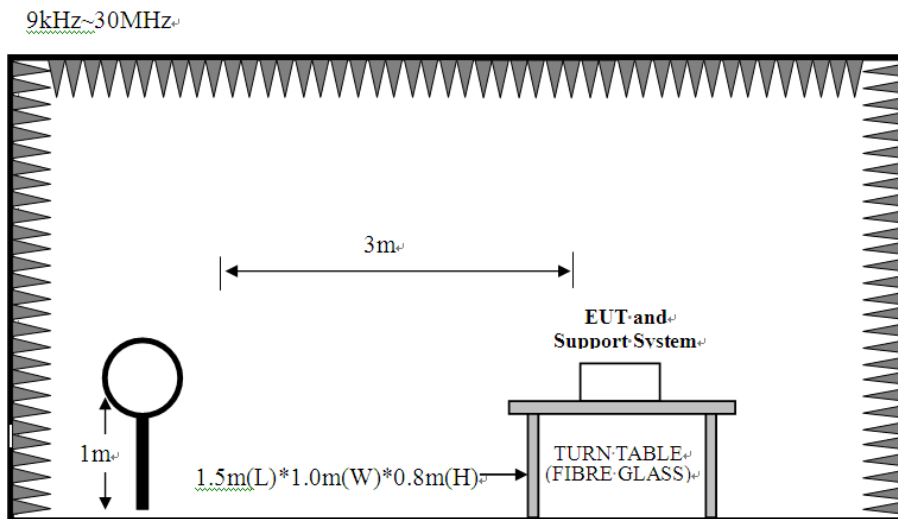 9kHz~30MHz
3m
EUT and
Support System
1m
1.5m(L)*1.0m(W)*0.8m(H)
TURN TABLE
(FIBRE GLASS)